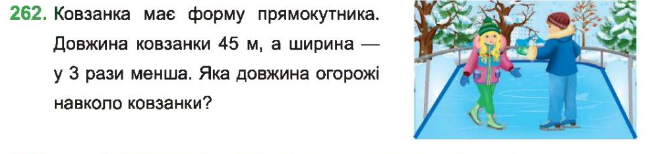 262. Ковзанка має форму прямокутника.
Довжина ковзанки 45 м, а ширина —
у 3 рази менша. Яка довжина огорожі
навколо ковзанки?